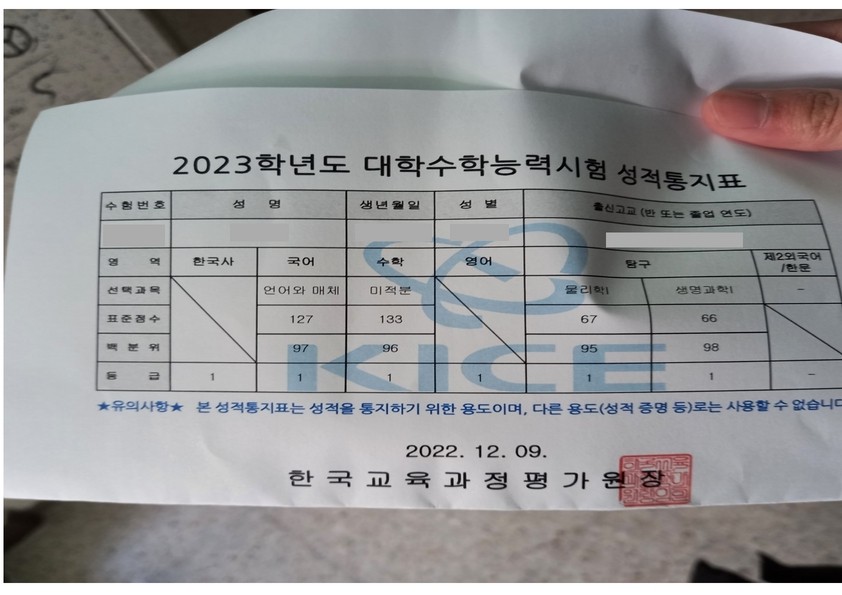 2023학년도 대학수학능력시험 성적통지표
수험번호 성 명 생년월일 성 별 출신고교 (반 또는 졸업 연도)
영 역 한국사 국어 수학 영어 탐구 제2외국어
/한문
선택과목 언어와 매체 미적분 물리학Ⅰ 생명과학Ⅰ -
표준점수 127 133 67 66
백 분 위 97 96 95 98
등 급 1 1 1 1 1 1 -
KICE
★유의사항★ 본 성적통지표는 성적을 통지하기 위한 용도이며, 다른 용도(성적 증명 등)로는 사용할 수 없습니다
2022. 12. 09.
한국교육과정평가원장